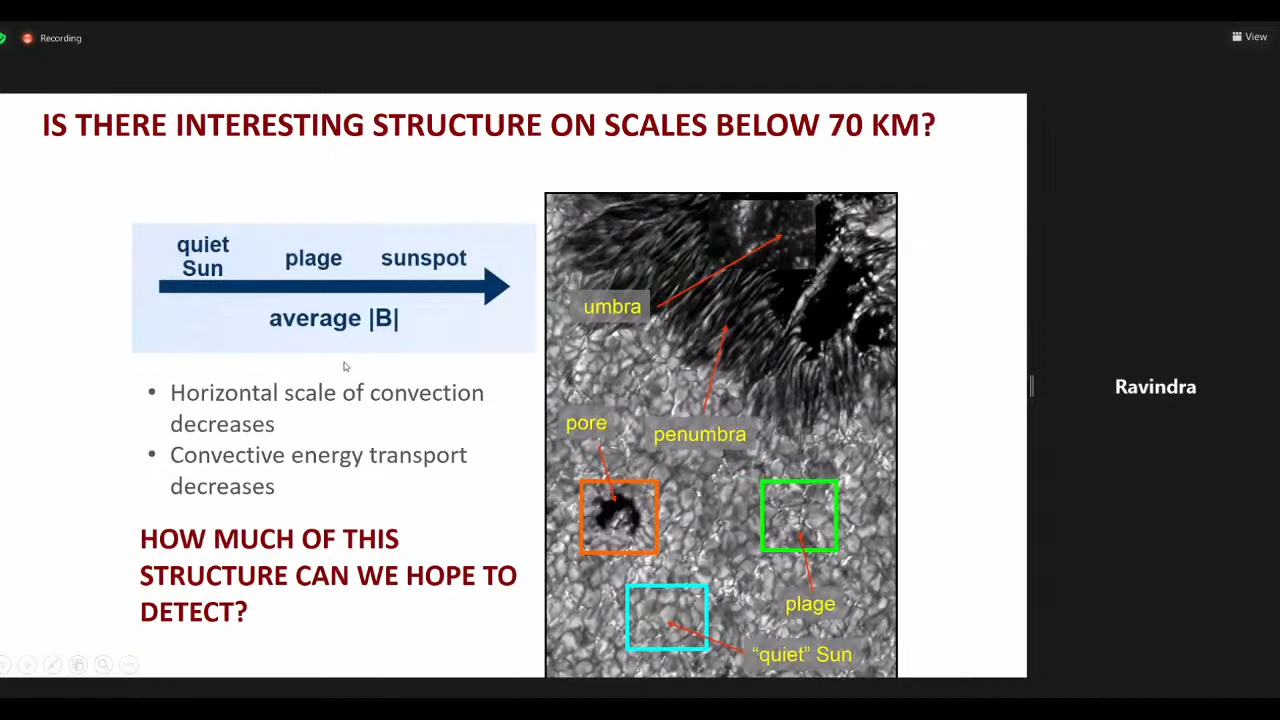 Recording
View
IS THERE INTERESTING STRUCTURE ON SCALES BELOW 70 KM?
quiet
Sun
plage
sunspot
average |B|
• Horizontal scale of convection
decreases
• Convective energy transport
decreases
HOW MUCH OF THIS
STRUCTURE CAN WE HOPE TO
DETECT?
umbra
pore
penumbra
plage
“quiet” Sun
Ravindra